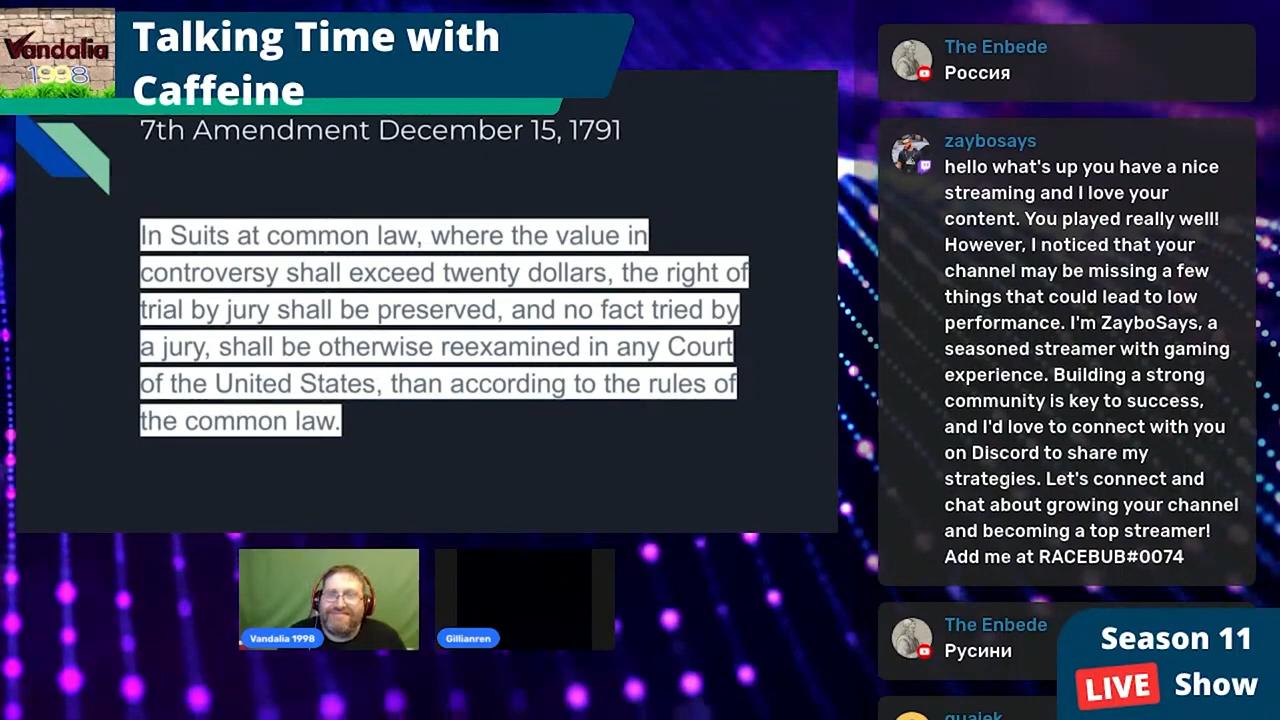 Vandalia
1998
Talking Time with
Caffeine
7th Amendment December 15, 1791
In Suits at common law, where the value in
controversy shall exceed twenty dollars, the right of
trial by jury shall be preserved, and no fact tried by
a jury, shall be otherwise reexamined in any Court
of the United States, than according to the rules of
the common law.
Vandalia 1998
Gillianren
The Enbede
Россия
zaybosays
hello what's up you have a nice
streaming and I love your
content. You played really well!
However, I noticed that your
channel may be missing a few
things that could lead to low
performance. I'm ZayboSays, a
seasoned streamer with gaming
experience. Building a strong
community is key to success,
and I'd love to connect with you
on Discord to share my
strategies. Let's connect and
chat about growing your channel
and becoming a top streamer!
Add me at RACEBUB#0074
The Enbede
Русини
Season 11
LIVE Show